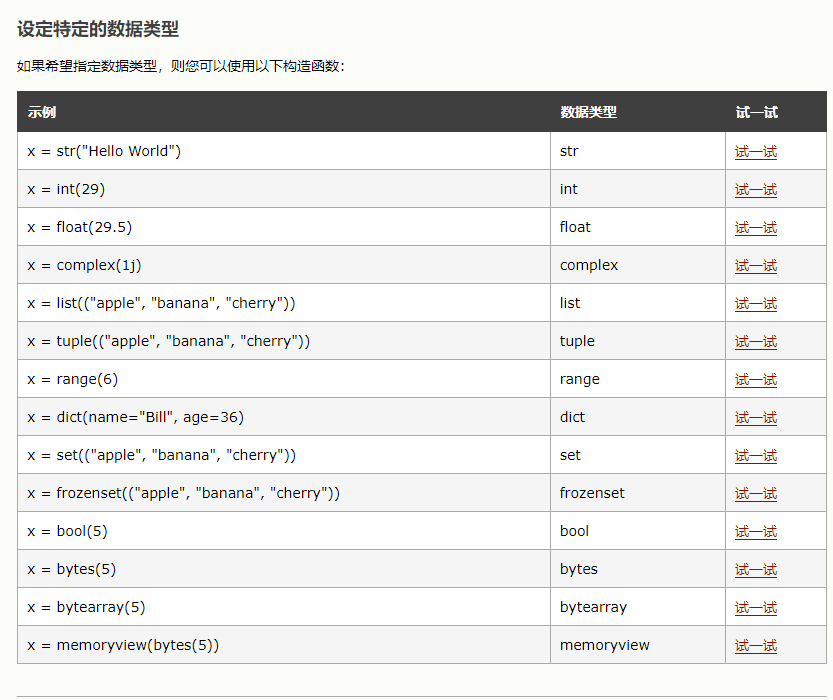 设定特定的数据类型
如果希望指定数据类型，则您可以使用以下构造函数：
示例 数据类型 试一试
x = str("Hello World") str 试一试
x = int(29) int 试一试
x = float(29.5) float 试一试
x = complex(1j) complex 试一试
x = list(("apple", "banana", "cherry")) list 试一试
x = tuple(("apple", "banana", "cherry")) tuple 试一试
x = range(6) range 试一试
x = dict(name="Bill", age=36) dict 试一试
x = set(("apple", "banana", "cherry")) set 试一试
x = frozenset(("apple", "banana", "cherry")) frozenset 试一试
x = bool(5) bool 试一试
x = bytes(5) bytes 试一试
x = bytearray(5) bytearray 试一试
x = memoryview(bytes(5)) memoryview 试一试